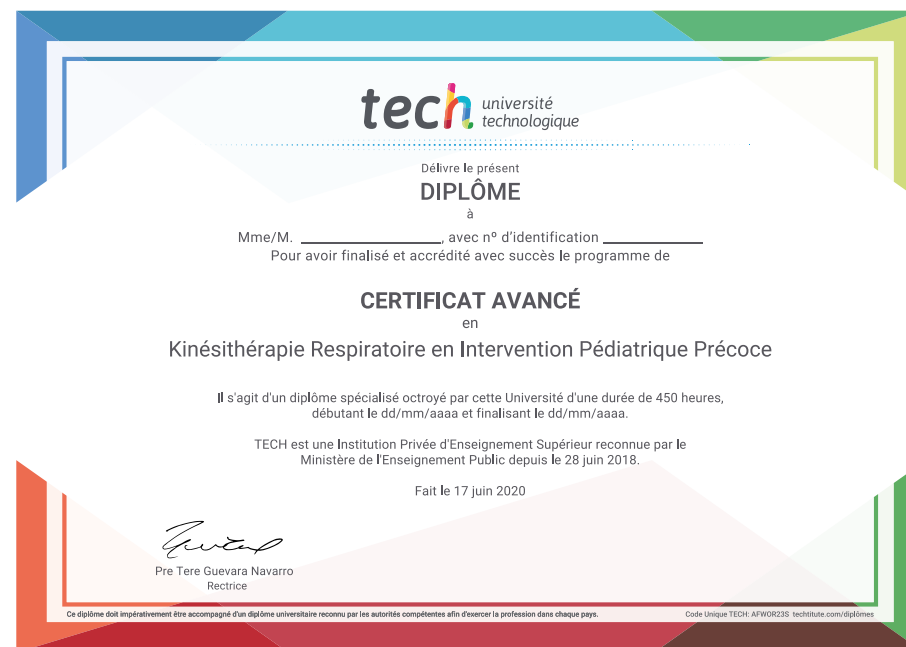 tech université
technologique
Délivre le présent
DIPLÔME
à
Mme/M. ____________________, avec nº d'identification ______________
Pour avoir finalisé et accrédité avec succès le programme de
CERTIFICAT AVANCÉ
en
Kinésithérapie Respiratoire en Intervention Pédiatrique Précoce
Il s'agit d'un diplôme spécialisé octroyé par cette Université d'une durée de 450 heures,
débutant le dd/mm/aaaa et finalisant le dd/mm/aaaa.
TECH est une Institution Privée d'Enseignement Supérieur reconnue par le
Ministère de l'Enseignement Public depuis le 28 juin 2018.
Fait le 17 juin 2020
Pre Tere Guevara Navarro
Rectrice
Ce diplôme doit impérativement être accompagné d'un diplôme universitaire reconnu par les autorités compétentes afin d'exercer la profession dans chaque pays.
Code Unique TECH: AFWOR23S techtitute.com/diplômes